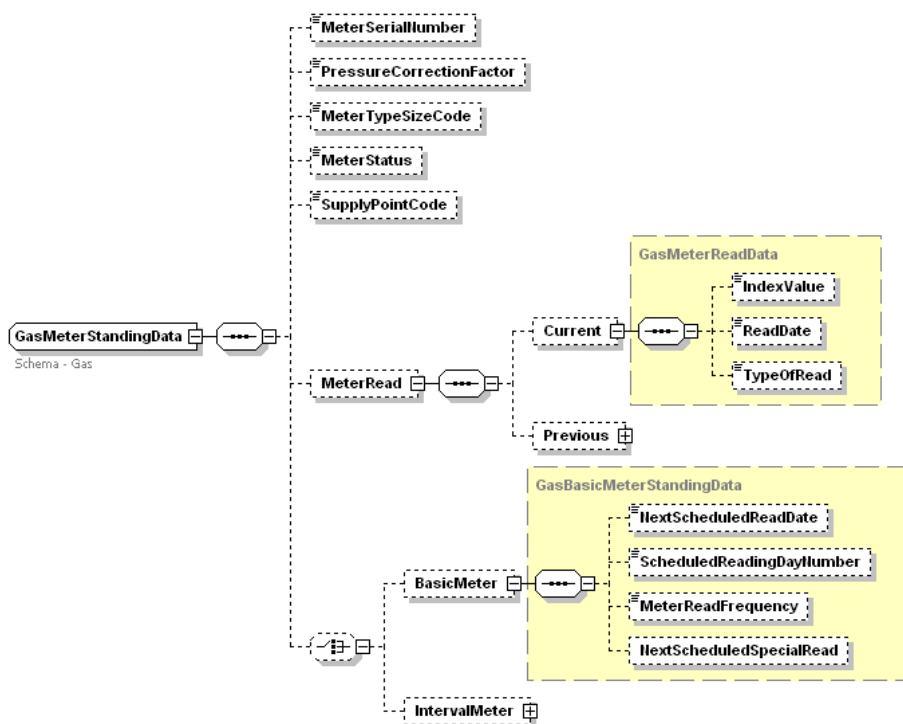 MeterSerialNumber
PressureCorrectionFactor
MeterTypeSizeCode
MeterStatus
SupplyPointCode
GasMeterStandingData
Schema - Gas
MeterRead
Current
GasMeterReadData
IndexValue
ReadDate
TypeOfRead
Previous
BasicMeter
GasBasicMeterStandingData
NextScheduledReadDate
ScheduledReadingDayNumber
MeterReadFrequency
NextScheduledSpecialRead
IntervalMeter